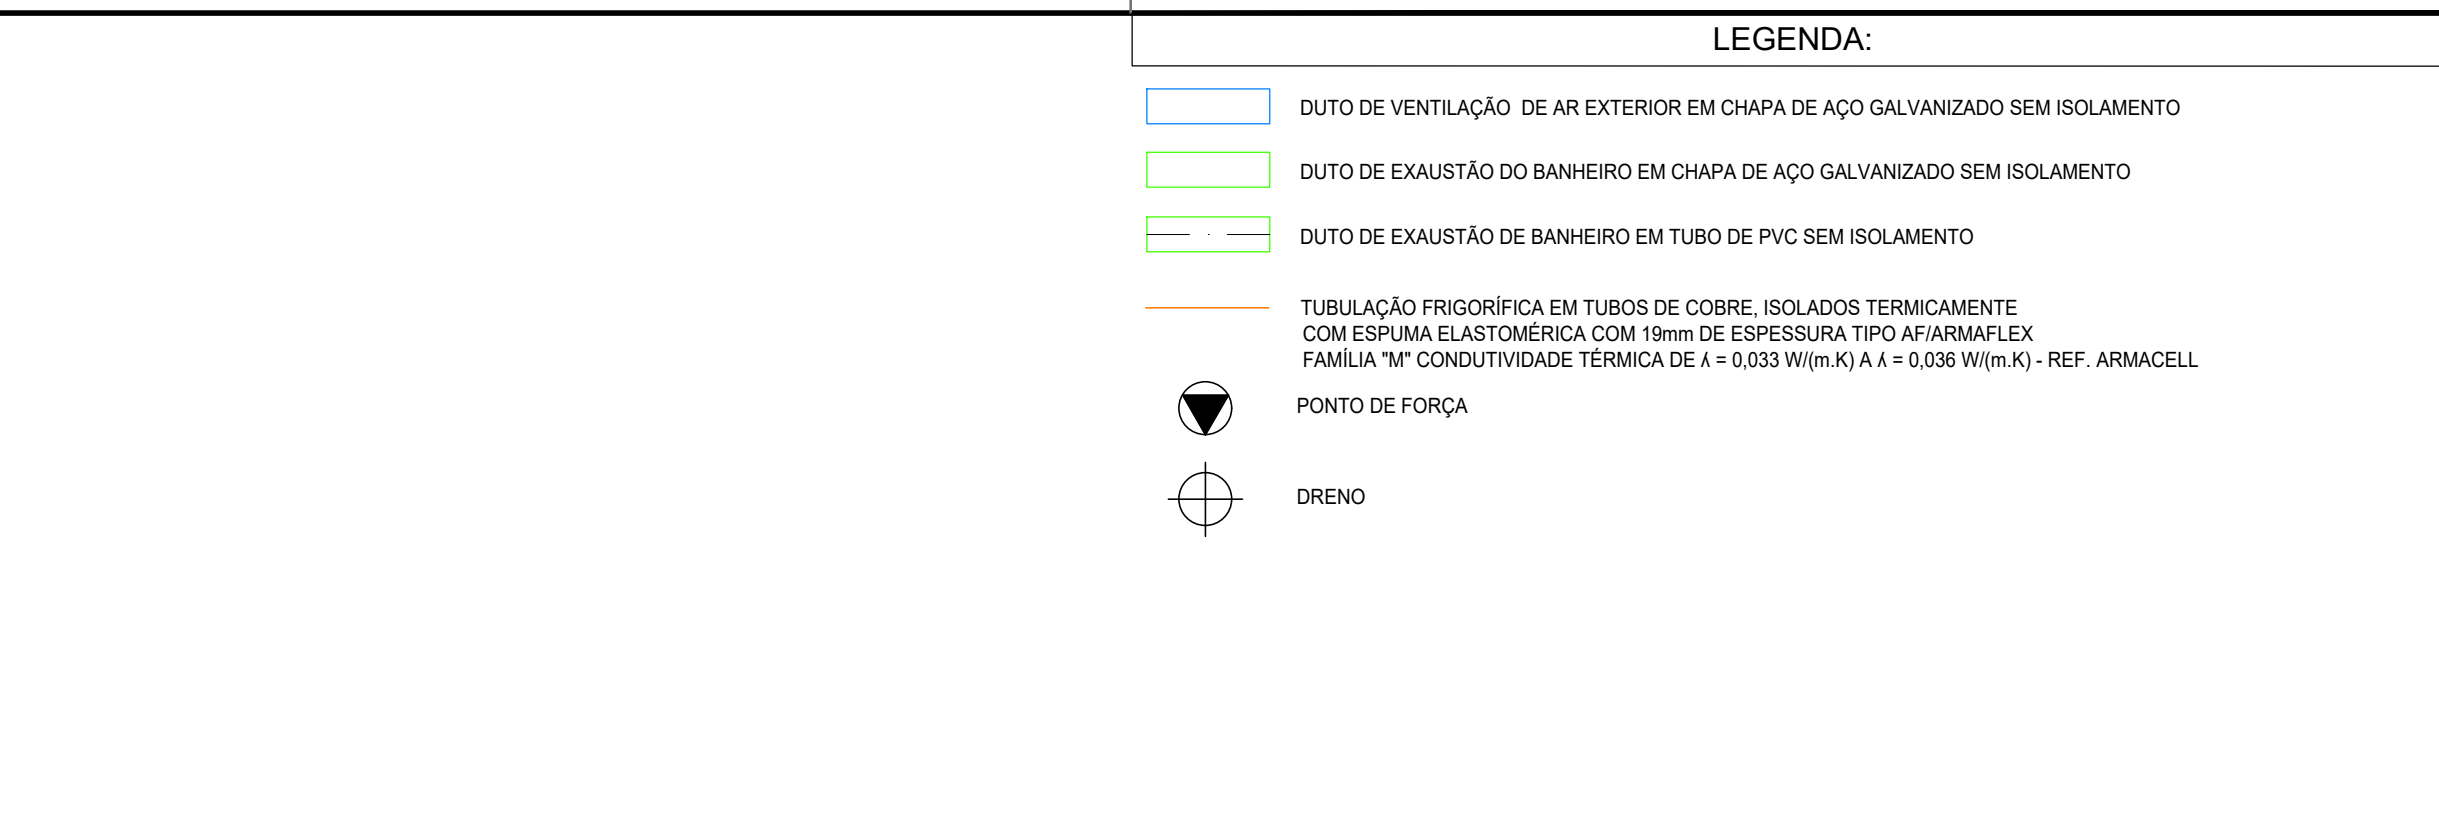 LEGENDA:
DUTO DE VENTILAÇÃO  DE AR EXTERIOR EM CHAPA DE AÇO GALVANIZADO SEM ISOLAMENTO
DUTO DE EXAUSTÃO DO BANHEIRO EM CHAPA DE AÇO GALVANIZADO SEM ISOLAMENTO
DUTO DE EXAUSTÃO DE BANHEIRO EM TUBO DE PVC SEM ISOLAMENTO
TUBULAÇÃO FRIGORÍFICA EM TUBOS DE COBRE, ISOLADOS TERMICAMENTE
COM ESPUMA ELASTOMÉRICA COM 19mm DE ESPESSURA TIPO AF/ARMAFLEX
FAMÍLIA "M" CONDUTIVIDADE TÉRMICA DE ʎ = 0,033 W/(m.K) A ʎ = 0,036 W/(m.K) - REF. ARMACELL
PONTO DE FORÇA
DRENO